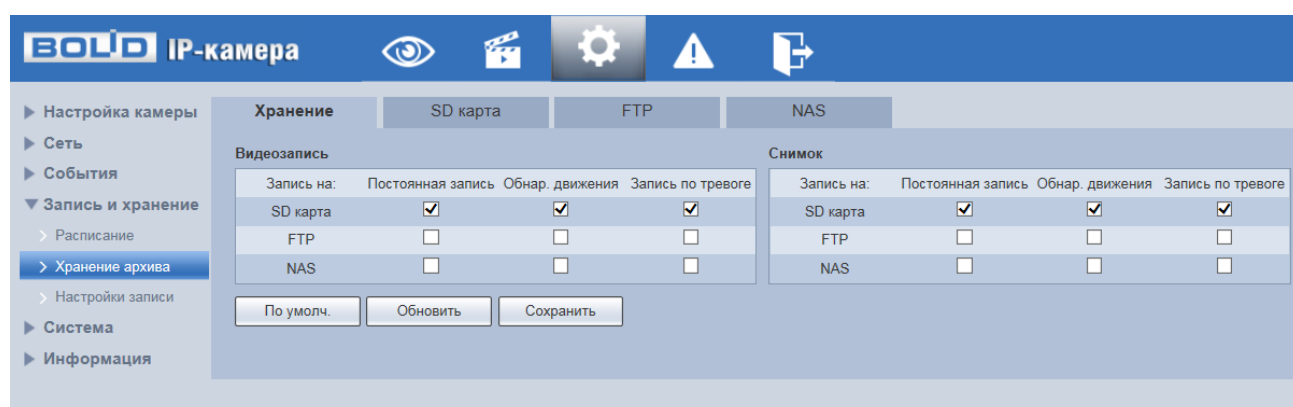 BOLID IP-камера
Настройка камеры
Сеть
События
Запись и хранение
Расписание
Хранение архива
Настройки записи
Система
Информация
Хранение SD карта FTP NAS
Видеозапись
Запись на: Постоянная запись Обнар. движения Запись по тревоге
SD карта
FTP
NAS
Снимок
Запись на: Постоянная запись Обнар. движения Запись по тревоге
SD карта
FTP
NAS
По умолч. Обновить Сохранить